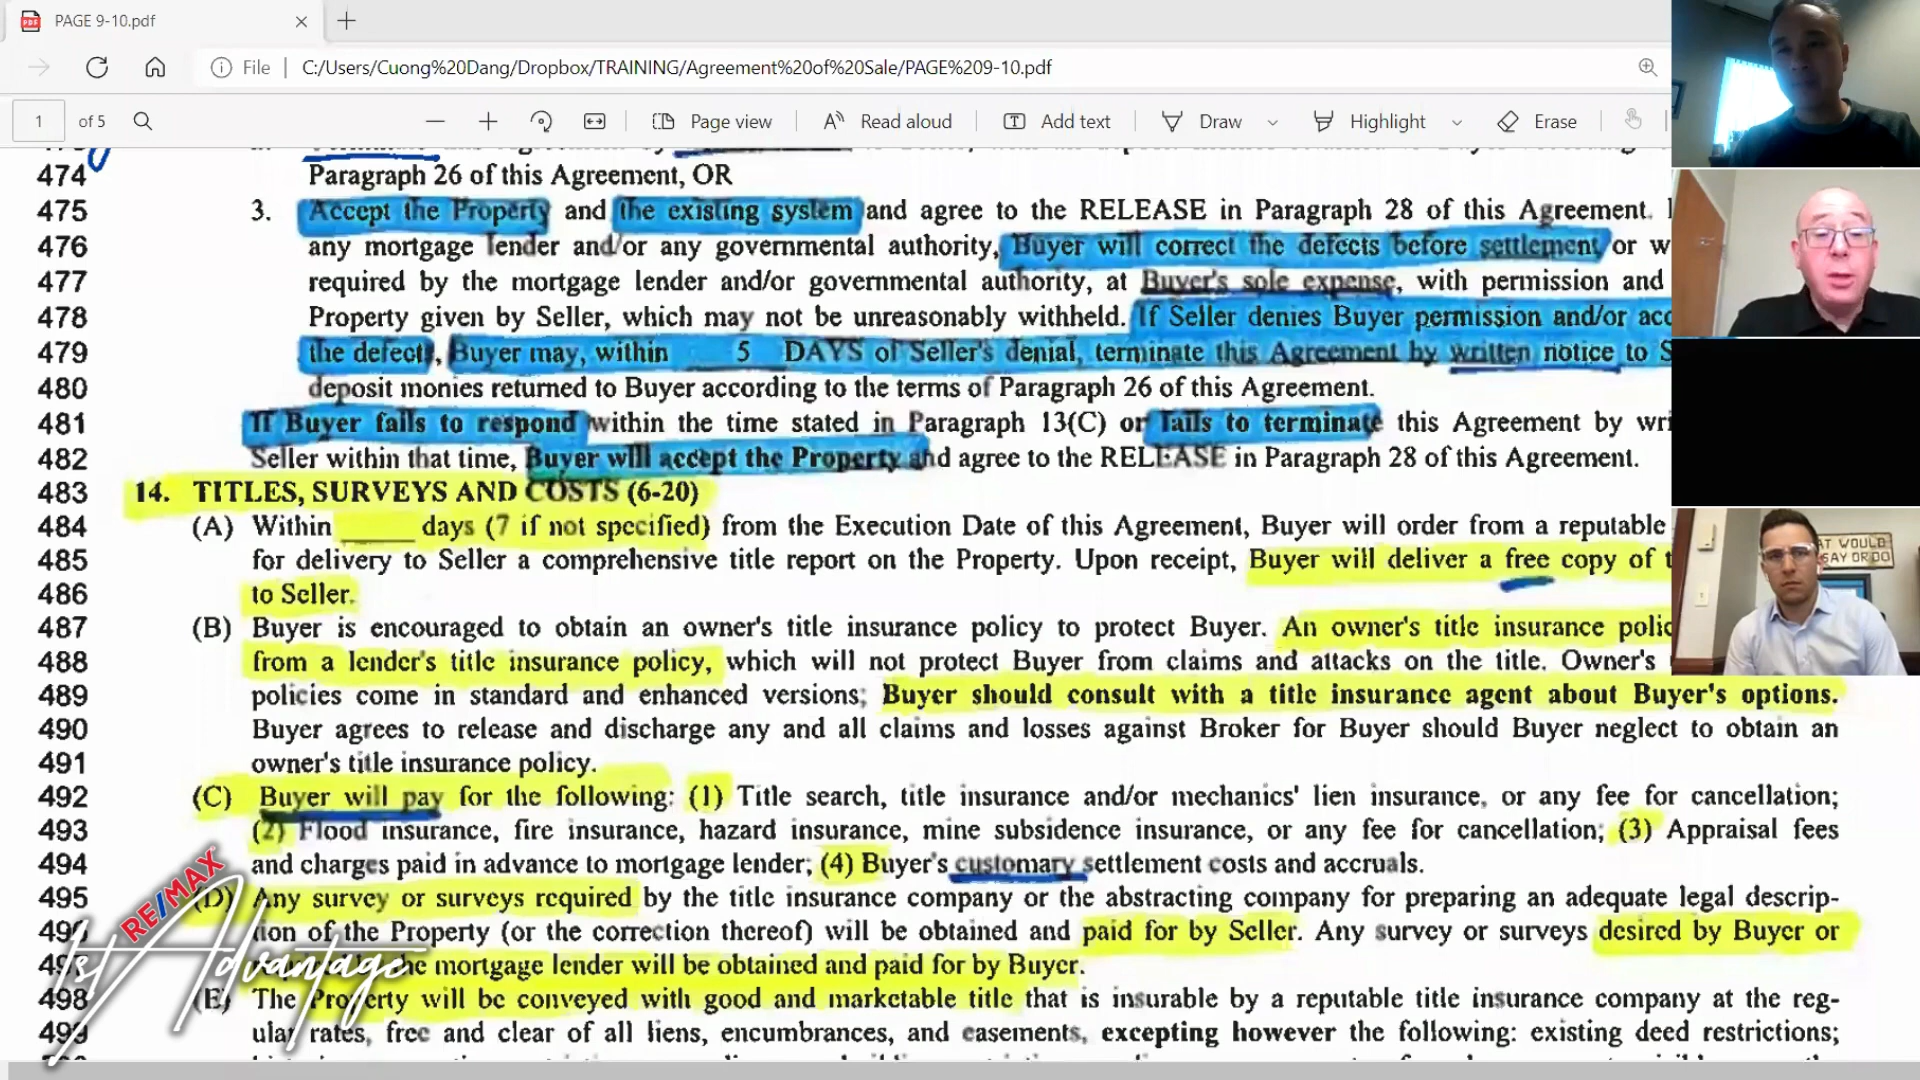 PAGE 9-10.pdf
File | C:/Users/Cuong%20Dang/Dropbox/TRAINING/Agreement%20of%20Sale/PAGE%209-10.pdf
1 of 5 Page view Read aloud Add text Draw Highlight Erase
474 Paragraph 26 of this Agreement, OR
475 3. Accept the Property and the existing system and agree to the RELEASE in Paragraph 28 of this Agreement.
476 any mortgage lender and/or any governmental authority, Buyer will correct the defects before settlement or
477 required by the mortgage lender and/or governmental authority, at Buyer's sole expense, with permission and
478 Property given by Seller, which may not be unreasonably withheld. If Seller denies Buyer permission and/or
479 the defect, Buyer may, within 5 DAYS of Seller's denial, terminate this Agreement by written notice to
480 deposit monies returned to Buyer according to the terms of Paragraph 26 of this Agreement.
481 If Buyer fails to respond within the time stated in Paragraph 13(C) or fails to terminate this Agreement by
482 Seller within that time, Buyer will accept the Property and agree to the RELEASE in Paragraph 28 of this Agreement.
483 14. TITLES, SURVEYS AND COSTS (6-20)
484 (A) Within ____ days (7 if not specified) from the Execution Date of this Agreement, Buyer will order from a reputable
485 for delivery to Seller a comprehensive title report on the Property. Upon receipt, Buyer will deliver a free copy of
486 to Seller.
487 (B) Buyer is encouraged to obtain an owner's title insurance policy to protect Buyer. An owner's title insurance
488 from a lender's title insurance policy, which will not protect Buyer from claims and attacks on the title. Owner's
489 policies come in standard and enhanced versions; Buyer should consult with a title insurance agent about Buyer's options.
490 Buyer agrees to release and discharge any and all claims and losses against Broker for Buyer should Buyer neglect to obtain an
491 owner's title insurance policy.
492 (C) Buyer will pay for the following: (1) Title search, title insurance and/or mechanics' lien insurance, or any fee for cancellation;
493 (2) Flood insurance, fire insurance, hazard insurance, mine subsidence insurance, or any fee for cancellation; (3) Appraisal fees
494 and charges paid in advance to mortgage lender; (4) Buyer's customary settlement costs and accruals.
495 (D) Any survey or surveys required by the title insurance company or the abstracting company for preparing an adequate legal descrip-
496 tion of the Property (or the correction thereof) will be obtained and paid for by Seller. Any survey or surveys desired by Buyer or
497 the mortgage lender will be obtained and paid for by Buyer.
498 (E) The Property will be conveyed with good and marketable title that is insurable by a reputable title insurance company at the reg-
499 ular rates, free and clear of all liens, encumbrances, and easements, excepting however the following: existing deed restrictions;
RE/MAX
1st Advantage
WOULD
SAY OR DO